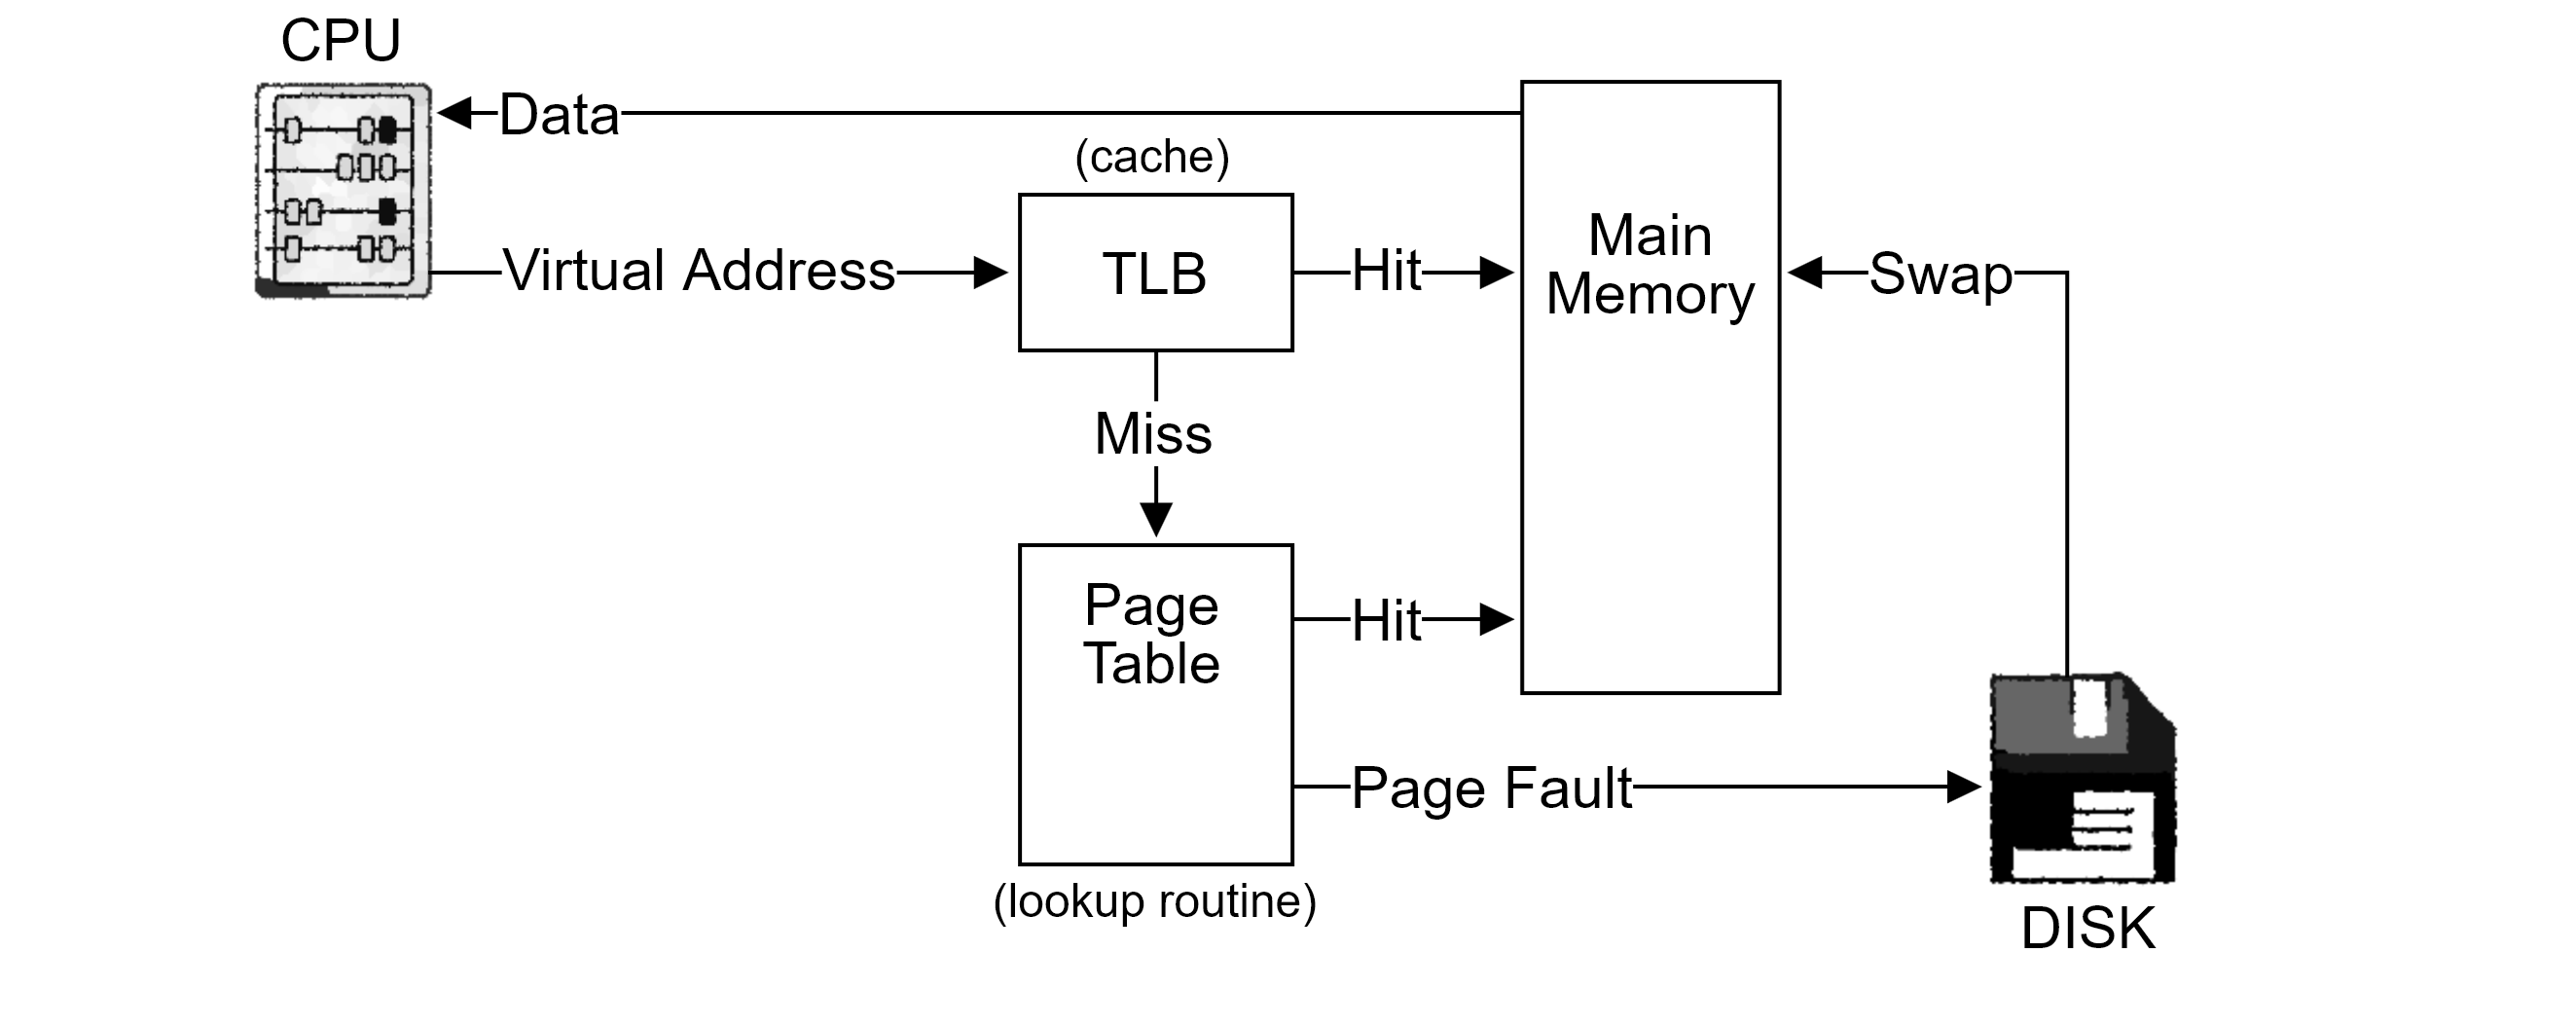 CPU
Data
(cache)
Virtual Address
TLB
Hit
Main
Memory
Swap
Miss
Page
Table
Hit
Page Fault
(lookup routine)
DISK